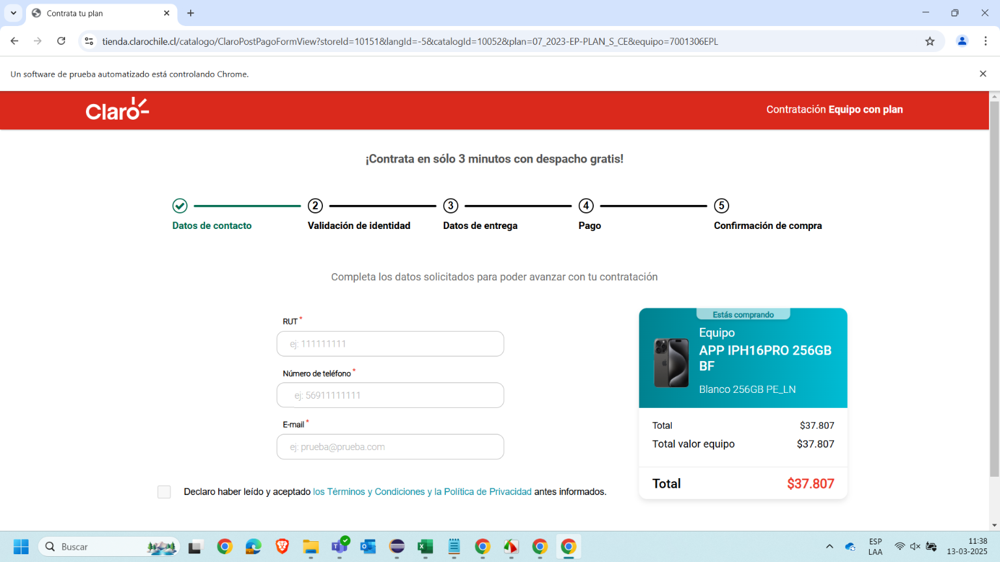 Contrata tu plan
tienda.clarochile.cl/catalogo/ClaroPostPagoFormView?storeId=10151&langId=-5&catalogId=10052&plan=07_2023-EP-PLAN_S_CE&equipo=7001306EPL
Un software de prueba automatizado está controlando Chrome.
Claro
Contratación Equipo con plan
¡Contrata en sólo 3 minutos con despacho gratis!
2 3 4 5
Datos de contacto Validación de identidad Datos de entrega Pago Confirmación de compra
Completa los datos solicitados para poder avanzar con tu contratación
RUT *
ej: 111111111
Número de teléfono *
ej: 56911111111
E-mail *
ej: prueba@prueba.com
Declaro haber leído y aceptado los Términos y Condiciones y la Política de Privacidad antes informados.
Estás comprando
Equipo
APP IPH16PRO 256GB
BF
Blanco 256GB PE_LN
Total $37.807
Total valor equipo $37.807
Total $37.807
Buscar
ESP
LAA
11:38
13-03-2025